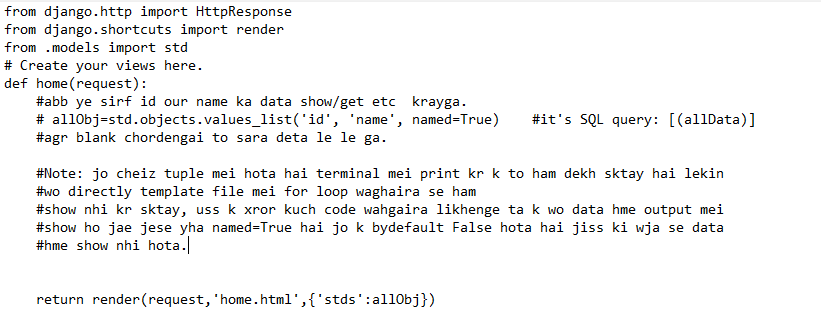 from django.http import HttpResponse
from django.shortcuts import render
from .models import std
# Create your views here.
def home(request):
    #abb ye sirf id our name ka data show/get etc  krayga.
    # allObj=std.objects.values_list('id', 'name', named=True)    #it's SQL query: [(allData)]
    #agr blank chordengai to sara deta le le ga.

    #Note: jo cheiz tuple mei hota hai terminal mei print kr k to ham dekh sktay hai lekin
    #wo directly template file mei for loop waghaira se ham
    #show nhi kr sktay, uss k xror kuch code wahgaira likhenge ta k wo data hme output mei
    #show ho jae jese yha named=True hai jo k bydefault False hota hai jiss ki wja se data
    #hme show nhi hota.


    return render(request,'home.html',{'stds':allObj})